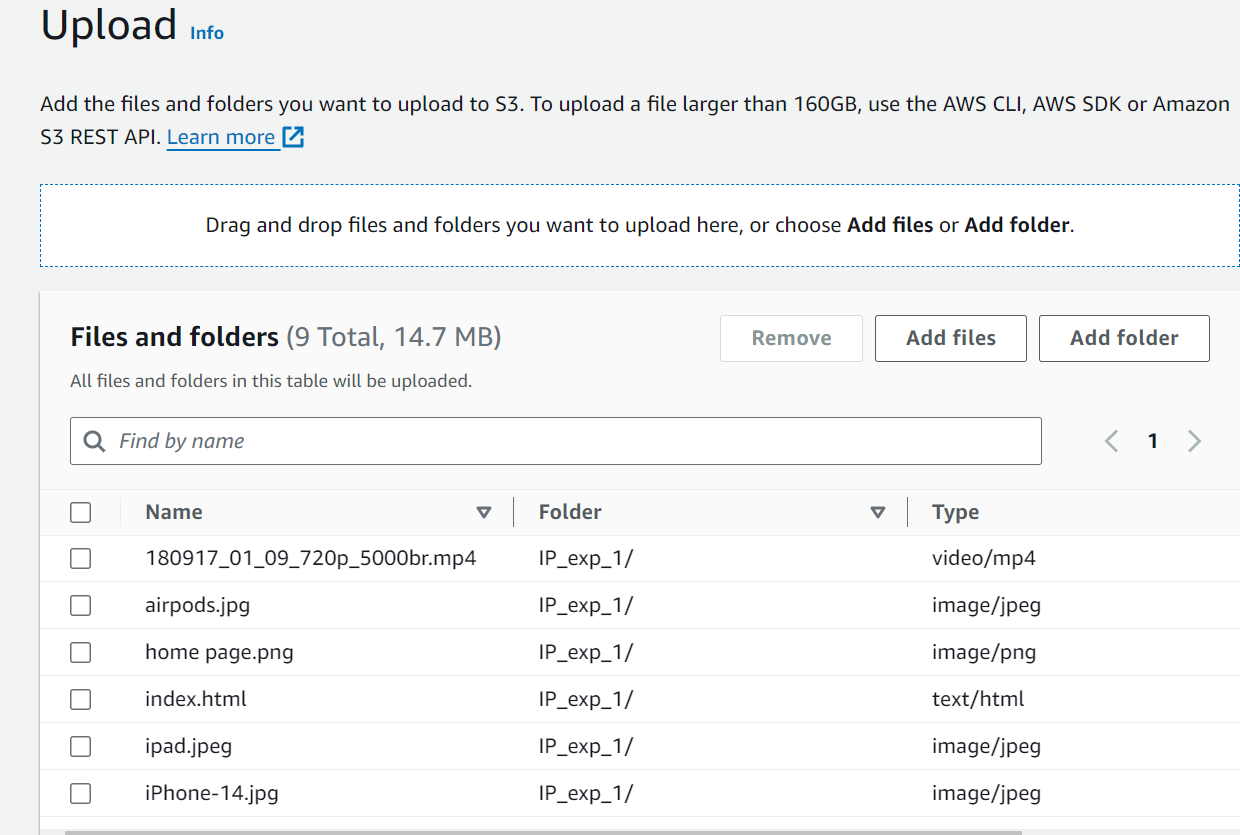 Upload Info
Add the files and folders you want to upload to S3. To upload a file larger than 160GB, use the AWS CLI, AWS SDK or Amazon
S3 REST API. Learn more
Drag and drop files and folders you want to upload here, or choose Add files or Add folder.
Files and folders (9 Total, 14.7 MB) Remove Add files Add folder
All files and folders in this table will be uploaded.
Find by name 1
Name Folder Type
180917_01_09_720p_5000br.mp4 IP_exp_1/ video/mp4
airpods.jpg IP_exp_1/ image/jpeg
home page.png IP_exp_1/ image/png
index.html IP_exp_1/ text/html
ipad.jpeg IP_exp_1/ image/jpeg
iPhone-14.jpg IP_exp_1/ image/jpeg